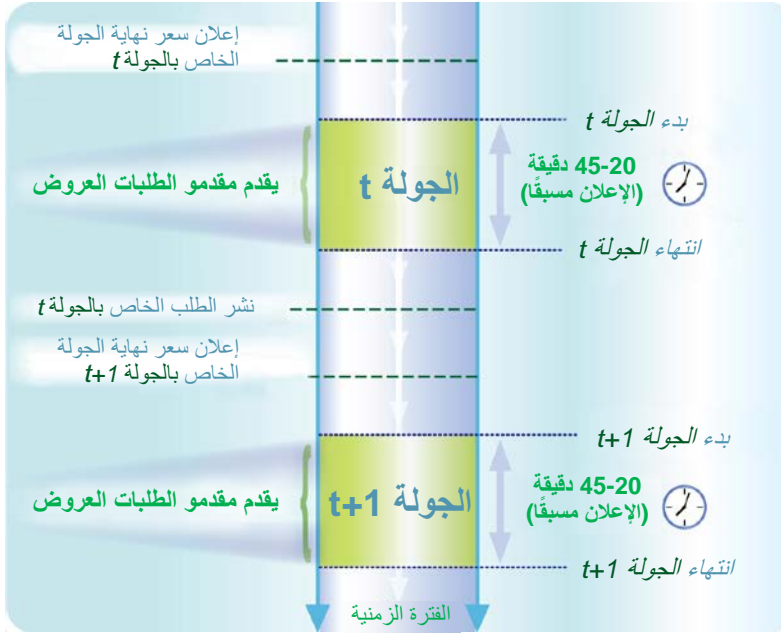 إعلان سعر نهاية الجولة
الخاص بالجولة t
بدء الجولة t
20-45 دقيقة
(الإعلان مسبقًا)
الجولة t
يقدم مقدمو الطلبات العروض
انتهاء الجولة t
نشر الطلب الخاص بالجولة t
إعلان سعر نهاية الجولة
الخاص بالجولة t+1
بدء الجولة t+1
20-45 دقيقة
(الإعلان مسبقًا)
الجولة t+1
يقدم مقدمو الطلبات العروض
انتهاء الجولة t+1
الفترة الزمنية